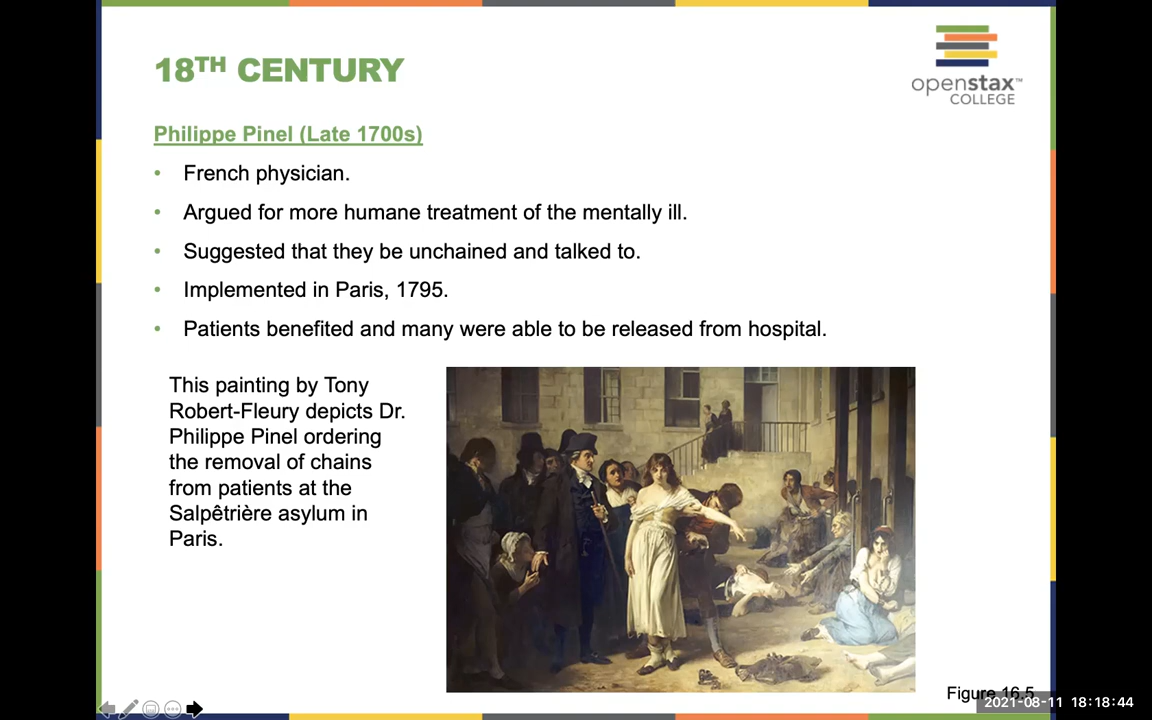 18TH CENTURY
openstax™
COLLEGE
Philippe Pinel (Late 1700s)
• French physician.
• Argued for more humane treatment of the mentally ill.
• Suggested that they be unchained and talked to.
• Implemented in Paris, 1795.
• Patients benefited and many were able to be released from hospital.
This painting by Tony
Robert-Fleury depicts Dr.
Philippe Pinel ordering
the removal of chains
from patients at the
Salpêtrière asylum in
Paris.
Figure 16.5
2021-08-11 18:18:44